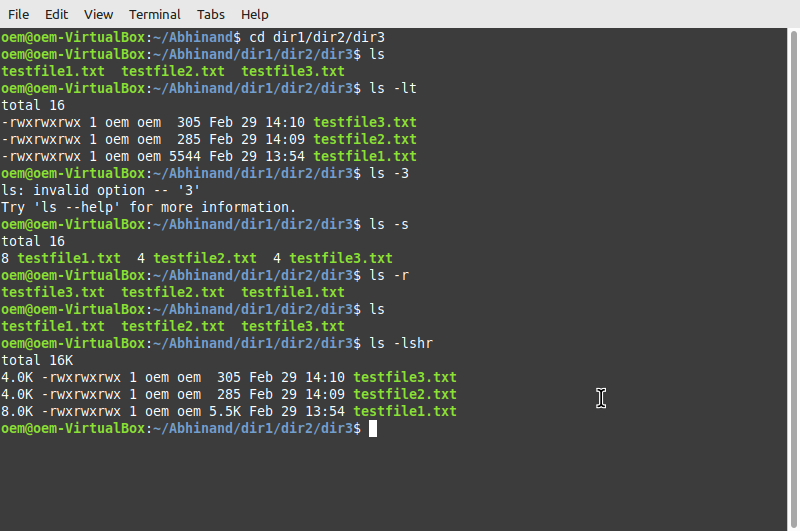 File Edit View Terminal Tabs Help
oem@oem-VirtualBox:~/Abhinand$ cd dir1/dir2/dir3
oem@oem-VirtualBox:~/Abhinand/dir1/dir2/dir3$ ls
testfile1.txt  testfile2.txt  testfile3.txt
oem@oem-VirtualBox:~/Abhinand/dir1/dir2/dir3$ ls -lt
total 16
-rwxrwxrwx 1 oem oem  305 Feb 29 14:10 testfile3.txt
-rwxrwxrwx 1 oem oem  285 Feb 29 14:09 testfile2.txt
-rwxrwxrwx 1 oem oem 5544 Feb 29 13:54 testfile1.txt
oem@oem-VirtualBox:~/Abhinand/dir1/dir2/dir3$ ls -3
ls: invalid option -- '3'
Try 'ls --help' for more information.
oem@oem-VirtualBox:~/Abhinand/dir1/dir2/dir3$ ls -s
total 16
8 testfile1.txt  4 testfile2.txt  4 testfile3.txt
oem@oem-VirtualBox:~/Abhinand/dir1/dir2/dir3$ ls -r
testfile3.txt  testfile2.txt  testfile1.txt
oem@oem-VirtualBox:~/Abhinand/dir1/dir2/dir3$ ls
testfile1.txt  testfile2.txt  testfile3.txt
oem@oem-VirtualBox:~/Abhinand/dir1/dir2/dir3$ ls -lshr
total 16K
4.0K -rwxrwxrwx 1 oem oem  305 Feb 29 14:10 testfile3.txt
4.0K -rwxrwxrwx 1 oem oem  285 Feb 29 14:09 testfile2.txt
8.0K -rwxrwxrwx 1 oem oem 5.5K Feb 29 13:54 testfile1.txt
oem@oem-VirtualBox:~/Abhinand/dir1/dir2/dir3$